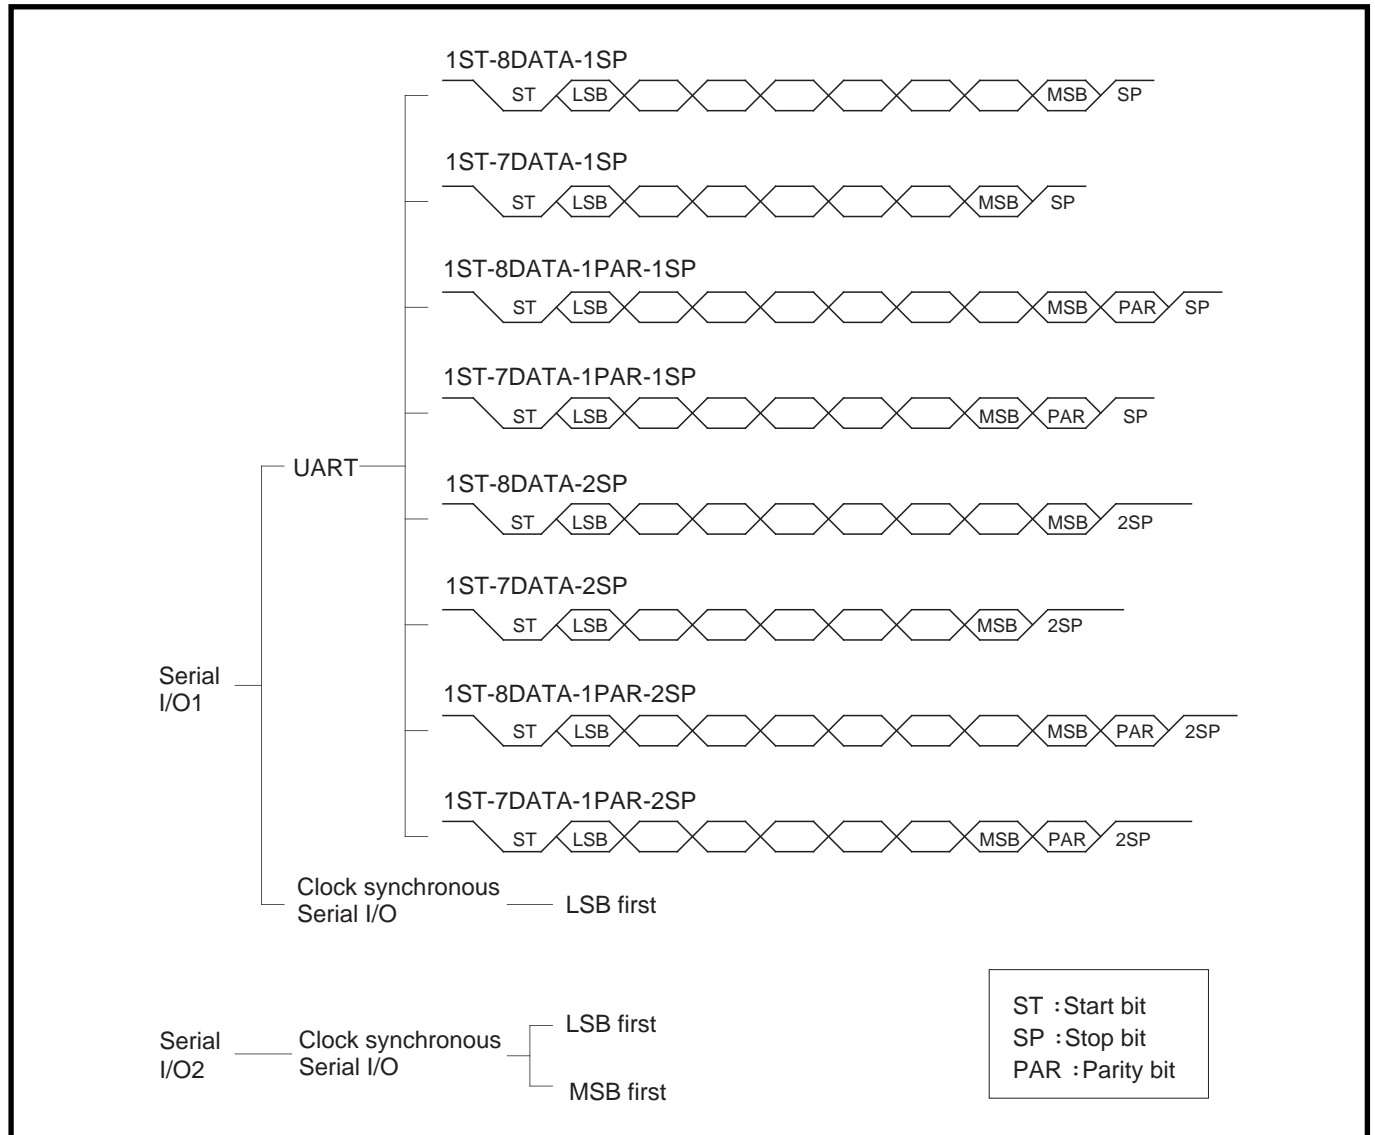 1ST-8DATA-1SP
ST LSB MSB SP
1ST-7DATA-1SP
ST LSB MSB SP
1ST-8DATA-1PAR-1SP
ST LSB MSB PAR SP
1ST-7DATA-1PAR-1SP
ST LSB MSB PAR SP
UART
1ST-8DATA-2SP
ST LSB MSB 2SP
1ST-7DATA-2SP
ST LSB MSB 2SP
Serial
I/O1
1ST-8DATA-1PAR-2SP
ST LSB MSB PAR 2SP
1ST-7DATA-1PAR-2SP
ST LSB MSB PAR 2SP
Clock synchronous
Serial I/O
LSB first
Serial
I/O2
Clock synchronous
Serial I/O
LSB first
MSB first
ST :Start bit
SP :Stop bit
PAR :Parity bit